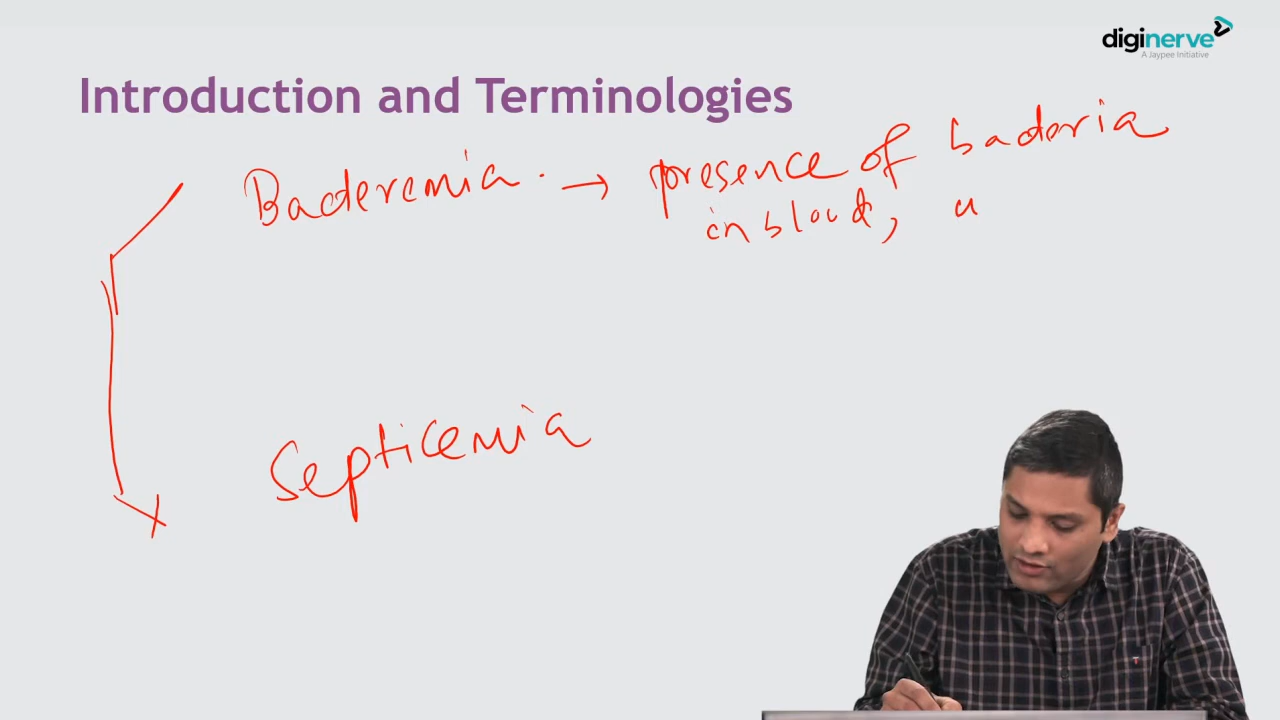 diginerve
A Jaypee Initiative
Introduction and Terminologies
Bacteremia. → presence of bacteria
in blood, u
Septicemia